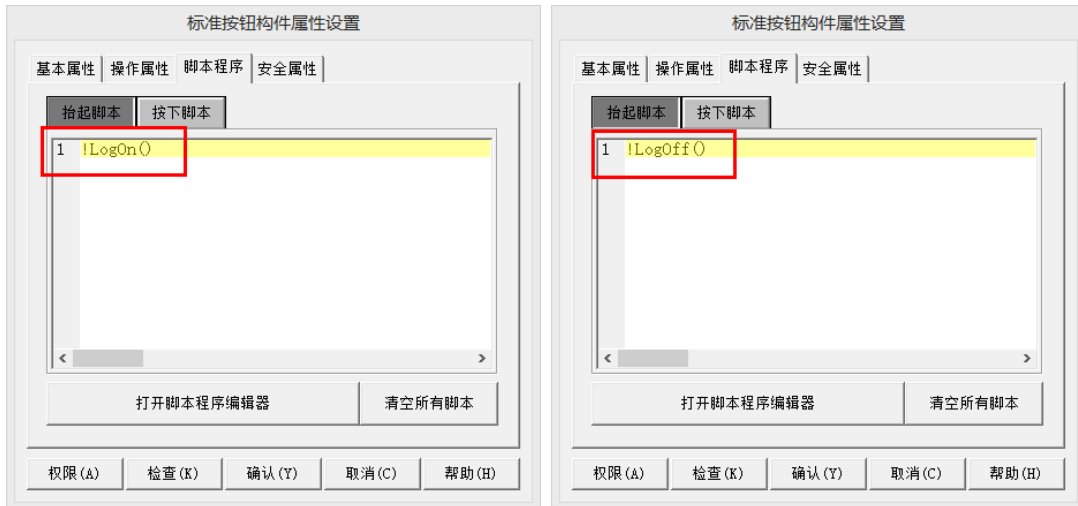 标准按钮构件属性设置
基本属性 操作属性 脚本程序 安全属性
抬起脚本 按下脚本
1 !LogOn()
打开脚本程序编辑器 清空所有脚本
权限(A) 检查(K) 确认(Y) 取消(C) 帮助(H)
标准按钮构件属性设置
基本属性 操作属性 脚本程序 安全属性
抬起脚本 按下脚本
1 !LogOff()
打开脚本程序编辑器 清空所有脚本
权限(A) 检查(K) 确认(Y) 取消(C) 帮助(H)